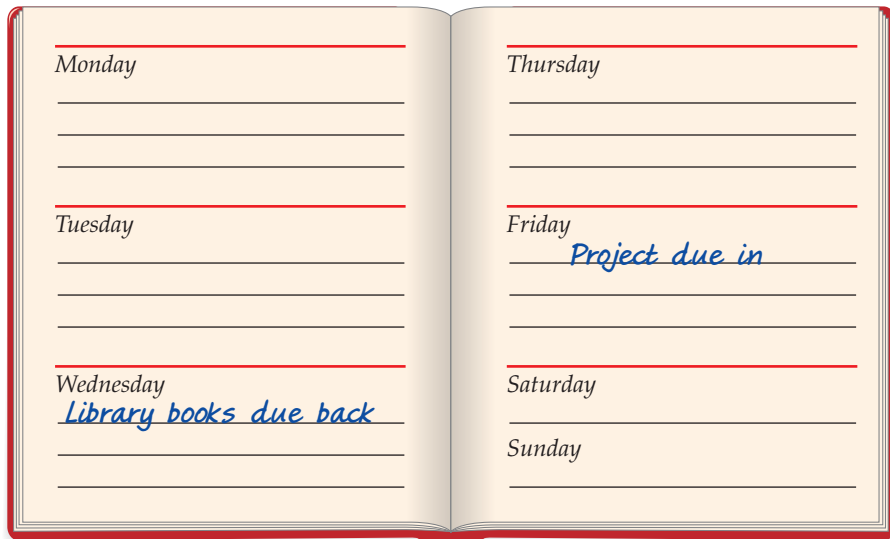 Monday
Tuesday
Wednesday
Library books due back
Thursday
Friday
Project due in
Saturday
Sunday